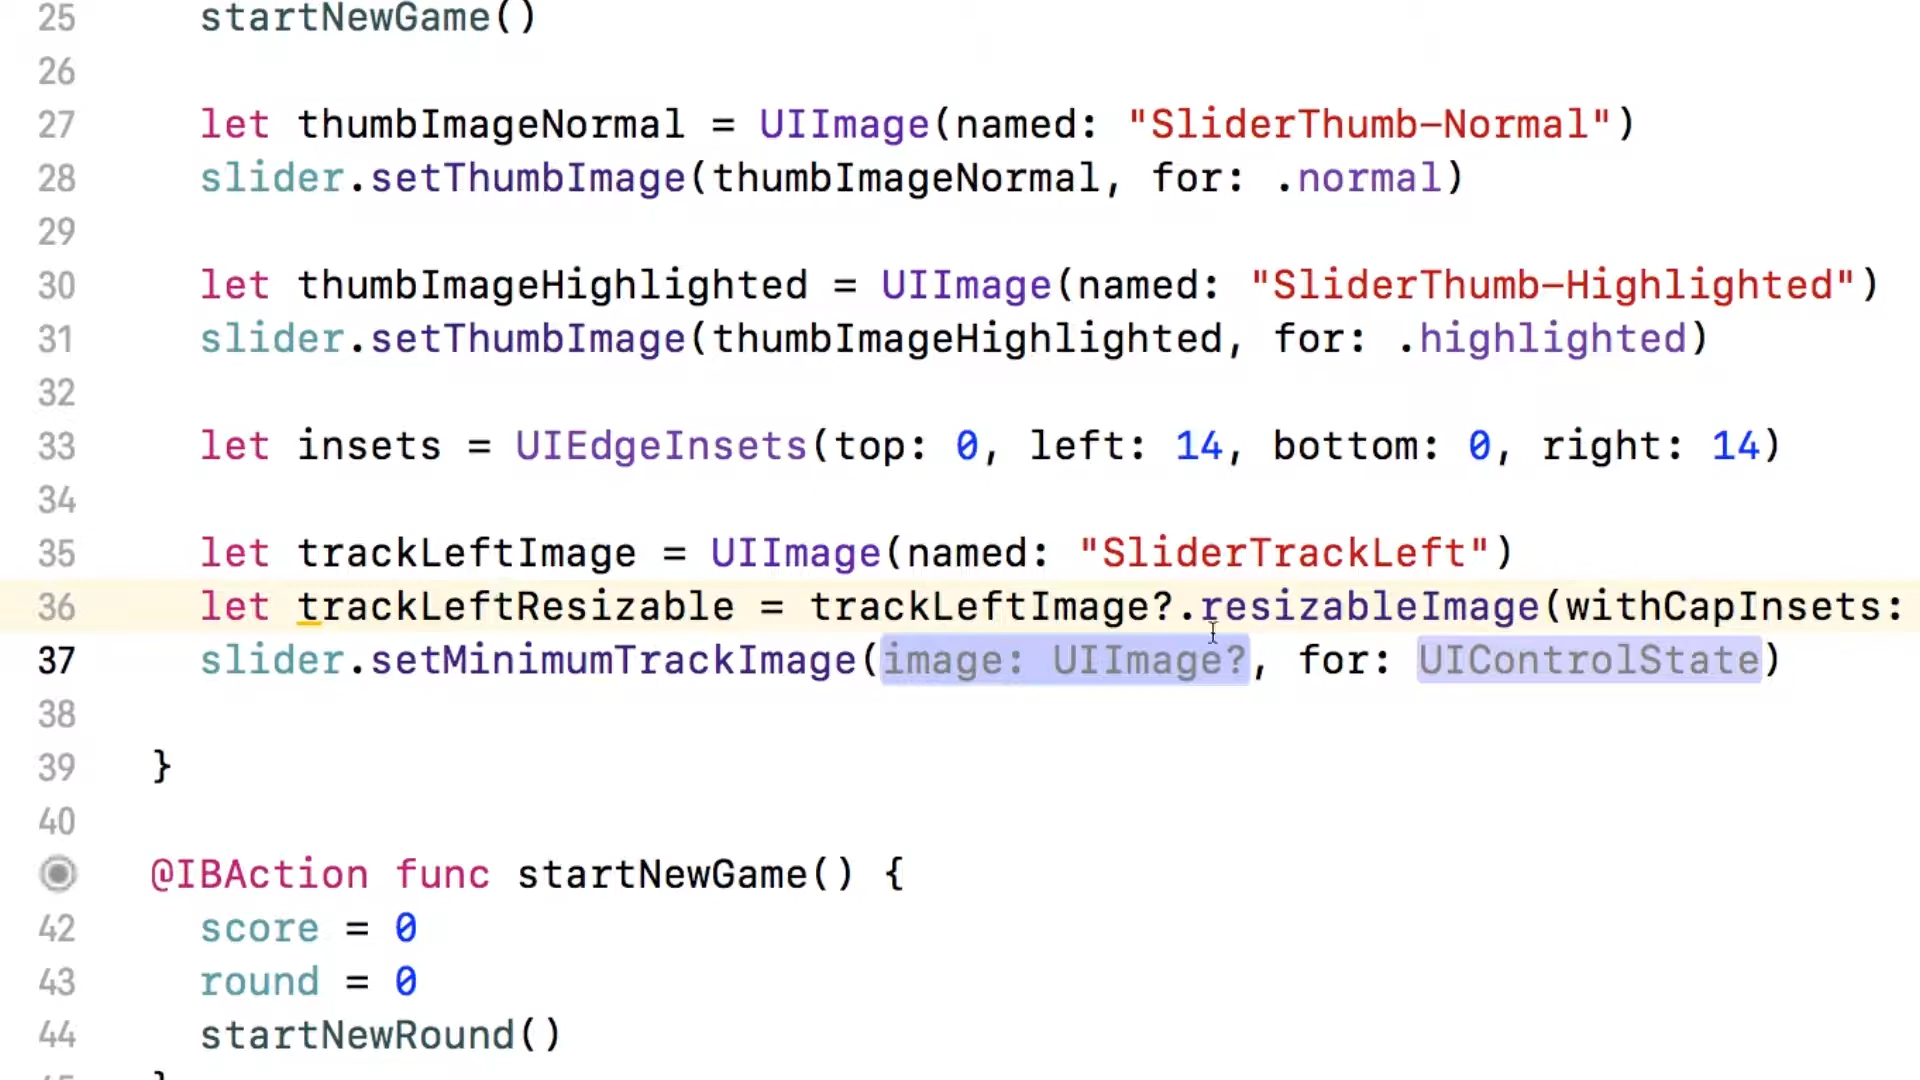 25 startNewGame()
26
27 let thumbImageNormal = UIImage(named: "SliderThumb-Normal")
28 slider.setThumbImage(thumbImageNormal, for: .normal)
29
30 let thumbImageHighlighted = UIImage(named: "SliderThumb-Highlighted")
31 slider.setThumbImage(thumbImageHighlighted, for: .highlighted)
32
33 let insets = UIEdgeInsets(top: 0, left: 14, bottom: 0, right: 14)
34
35 let trackLeftImage = UIImage(named: "SliderTrackLeft")
36 let trackLeftResizable = trackLeftImage?.resizableImage(withCapInsets:
37 slider.setMinimumTrackImage(image: UIImage?, for: UIControlState)
38
39 }
40
@IBAction func startNewGame() {
42 score = 0
43 round = 0
44 startNewRound()